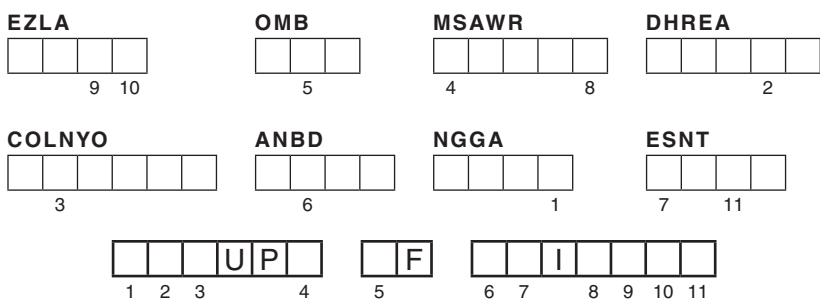 EZLA OMB MSAWR DHREA
9 10 5 4 8 2
COLNYO ANBD NGGA ESNT
3 6 1 7 11
U P F I
1 2 3 4 5 6 7 8 9 10 11